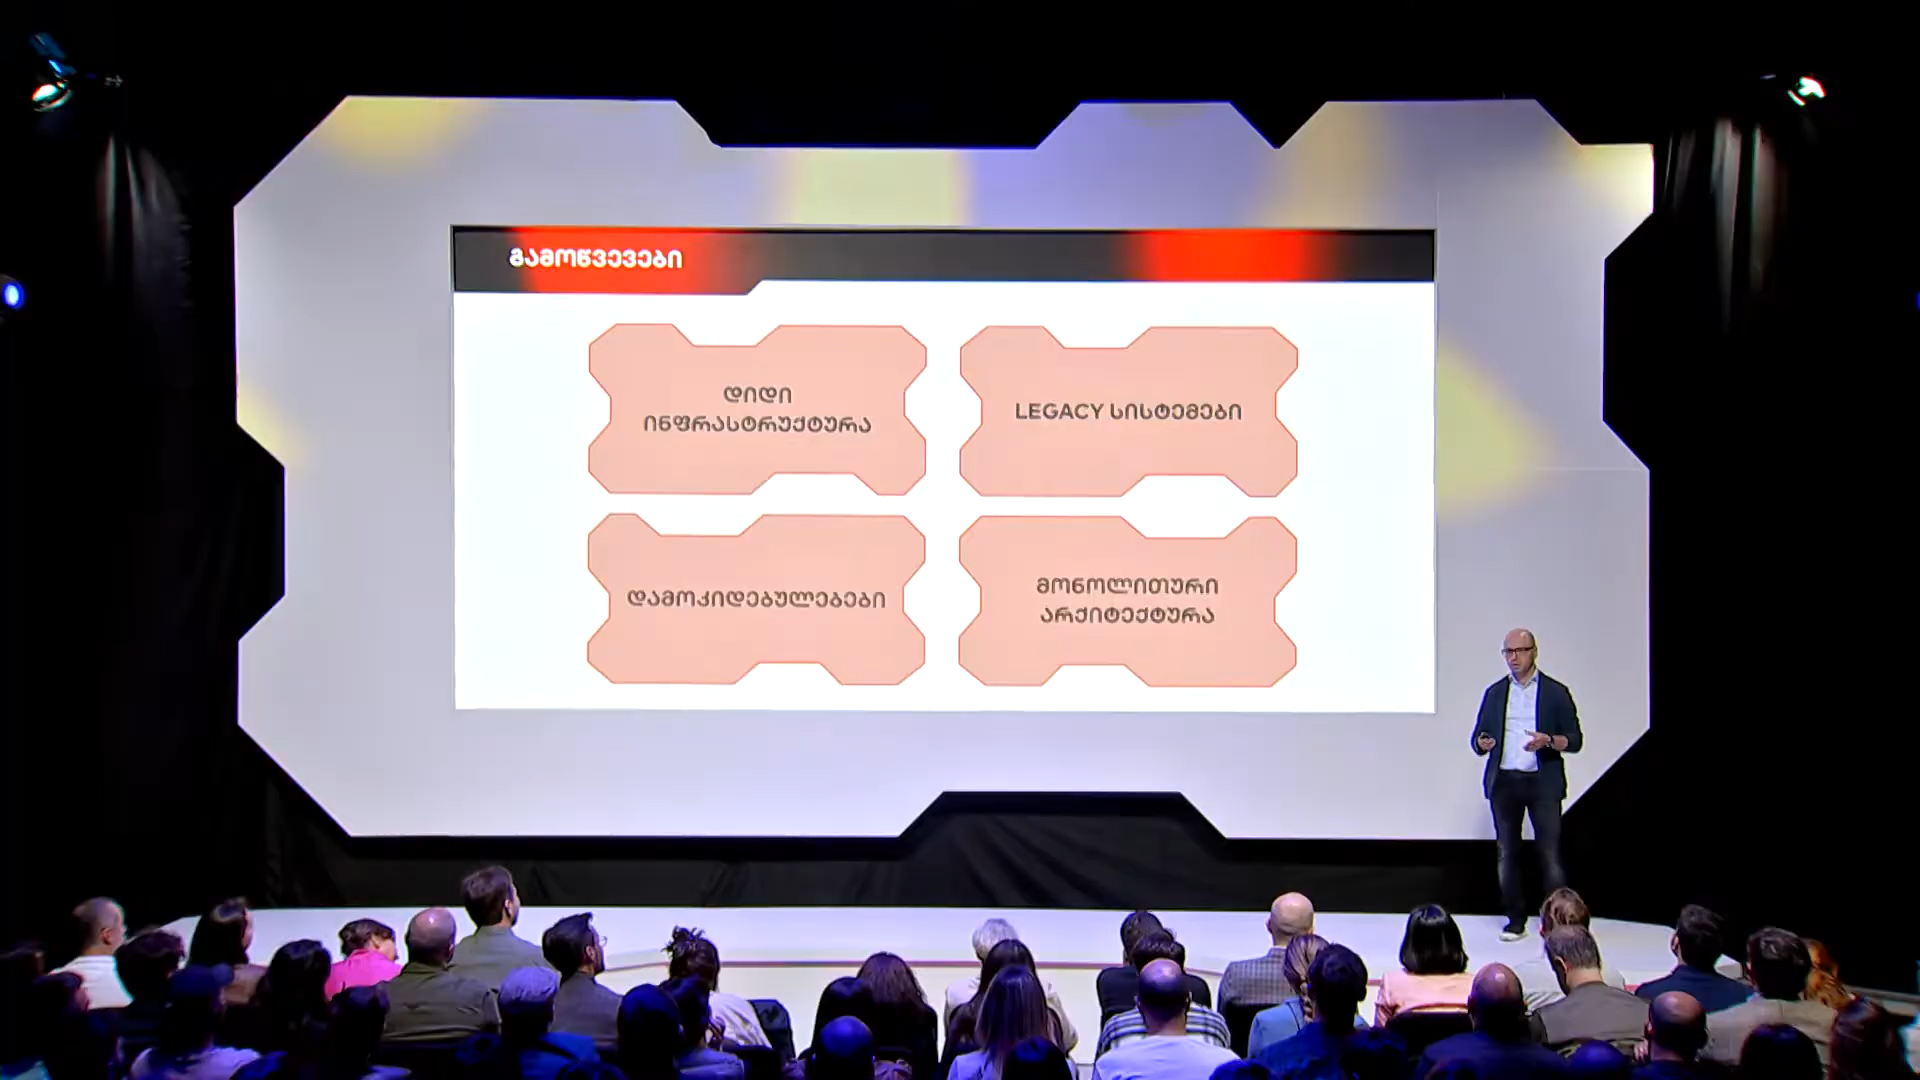 გამოწვევები
დიდი
ინფრასტრუქტურა
LEGACY სისტემები
დამოკიდებულებები
მონოლითური
არქიტექტურა